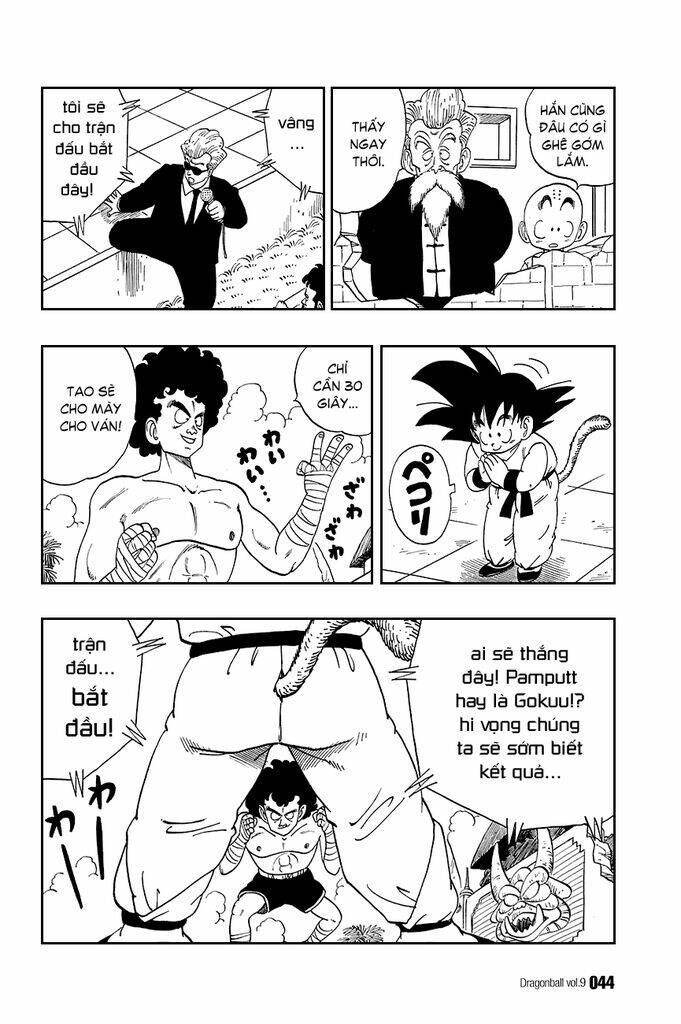 tôi sẽ
cho trận
đấu bắt
đầu
đây!
vâng
...
THẤY
NGAY
THÔI.
HẮN CŨNG
ĐÂU CÓ GÌ
GHÊ GỚM
LẮM.
TAO SẼ
CHO MÀY
CHO VÁN!
CHỈ
CẦN 30
GIÂY...
わい
わい…
ざわ
ざわ
ペコリ
trận
đấu...
bắt
đầu!
ai sẽ thắng
đây! Pamputt
hay là Gokuu!?
hi vọng chúng
ta sẽ sớm biết
kết quả...
わー
わー
Dragonball vol.9 044